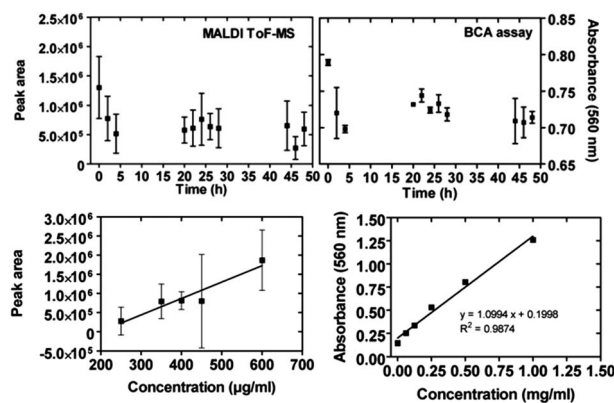 MALDI ToF-MS
BCA assay
Peak area
2.5×10⁶
2.0×10⁶
1.5×10⁶
1.0×10⁶
5.0×10⁵
0 5 10 15 20 25 30 35 40 45 50
Time (h)
0 5 10 15 20 25 30 35 40 45 50
Time (h)
0.85
0.80
0.75
0.70
0.65
Absorbance (560 nm)
Peak area
3.0×10⁶
2.5×10⁶
2.0×10⁶
1.5×10⁶
1.0×10⁶
5.0×10⁵
0
-5.0×10⁵
200 300 400 500 600 700
Concentration (µg/ml)
Absorbance (560 nm)
1.50
1.25
1.00
0.75
0.50
0.25
0.00
y = 1.0994 x + 0.1998
R² = 0.9874
0.00 0.25 0.50 0.75 1.00 1.25 1.50
Concentration (mg/ml)